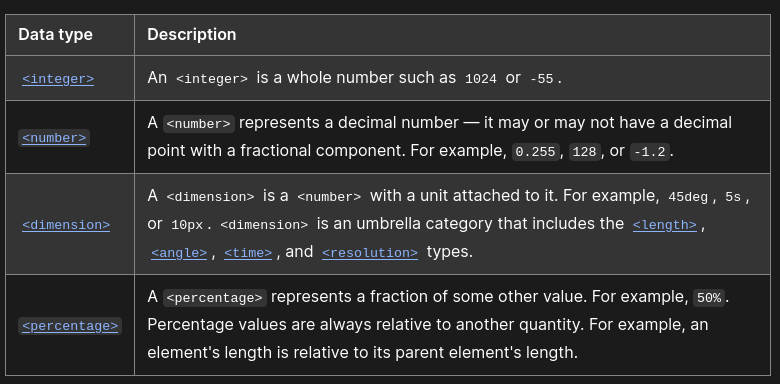 Data type Description
<integer> An <integer> is a whole number such as 1024 or -55.
A <number> represents a decimal number — it may or may not have a decimal
<number>
point with a fractional component. For example, 0.255, 128, or -1.2.
A <dimension> is a <number> with a unit attached to it. For example, 45deg, 5s,
<dimension> or 10px. <dimension> is an umbrella category that includes the <length>,
<angle>, <time>, and <resolution> types.
A <percentage> represents a fraction of some other value. For example, 50%.
<percentage> Percentage values are always relative to another quantity. For example, an
element's length is relative to its parent element's length.